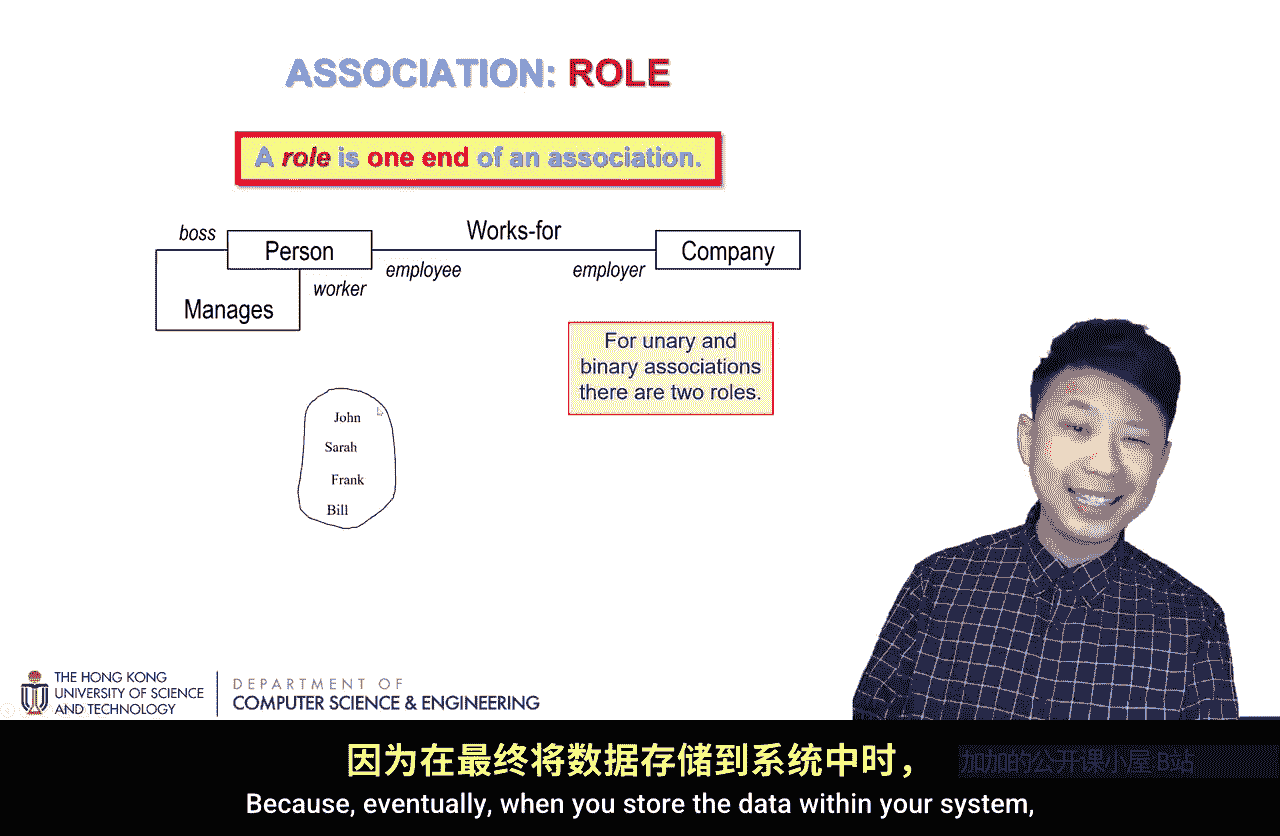 ASSOCIATION: ROLE
A role is one end of an association.
boss
Person
Works-for
Company
employee
employer
worker
Manages
For unary and
binary associations
there are two roles.
John
Sarah
Frank
Bill
THE HONG KONG
UNIVERSITY OF SCIENCE
AND TECHNOLOGY
DEPARTMENT OF
COMPUTER SCIENCE & ENGINEERING
因为在最终将数据存储到系统中时，
加加的公开课小屋 B站
Because, eventually, when you store the data within your system,